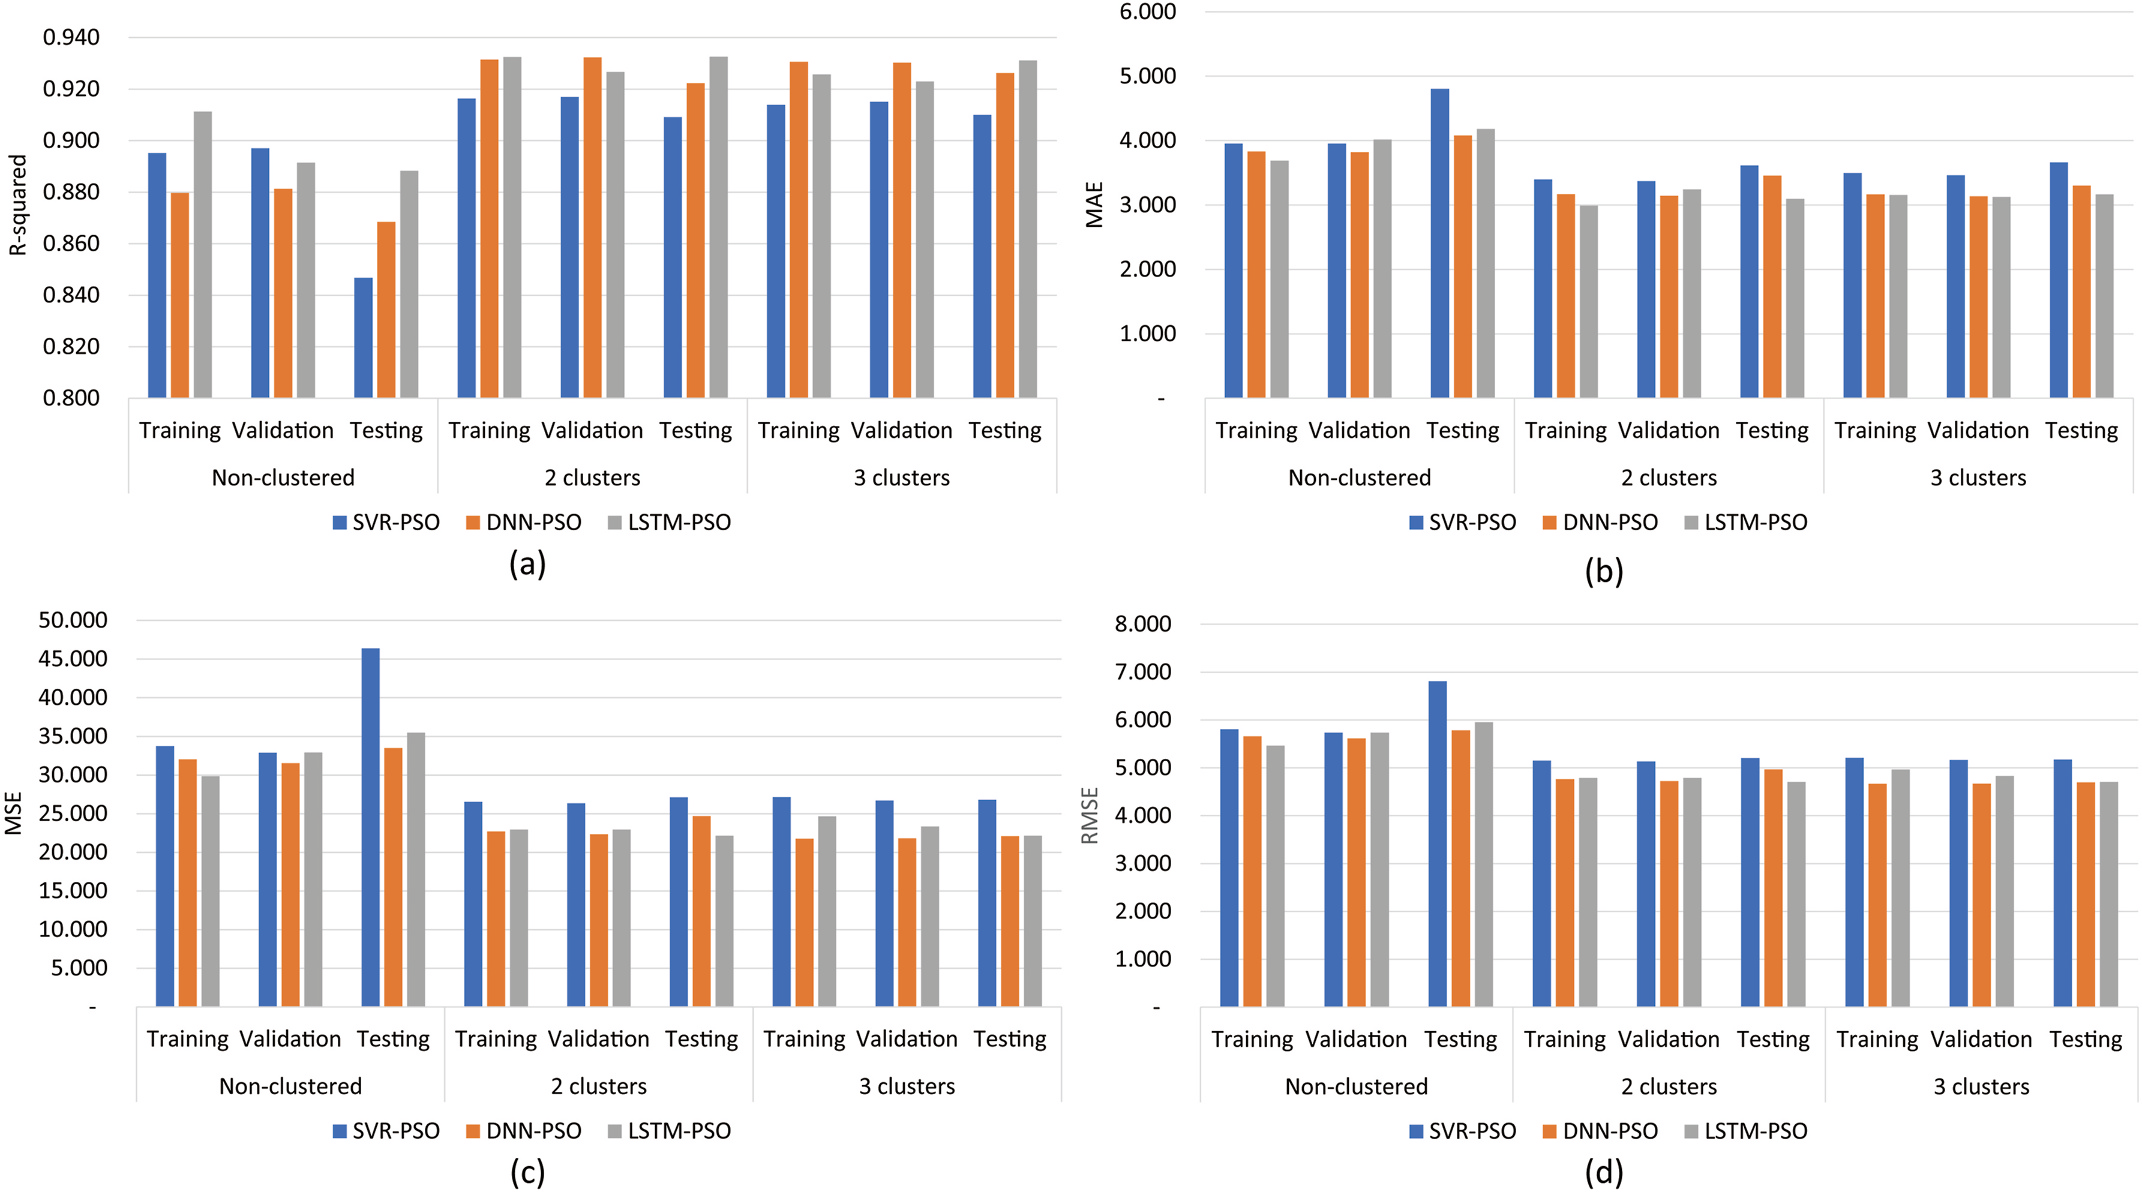 0.940
0.920
0.900
0.880
0.860
0.840
0.820
0.800
R-squared
Training Validation Testing Training Validation Testing Training Validation Testing
Non-clustered 2 clusters 3 clusters
SVR-PSO DNN-PSO LSTM-PSO
(a)
6.000
5.000
4.000
3.000
2.000
1.000
-
MAE
Training Validation Testing Training Validation Testing Training Validation Testing
Non-clustered 2 clusters 3 clusters
SVR-PSO DNN-PSO LSTM-PSO
(b)
50.000
45.000
40.000
35.000
30.000
25.000
20.000
15.000
10.000
5.000
-
MSE
Training Validation Testing Training Validation Testing Training Validation Testing
Non-clustered 2 clusters 3 clusters
SVR-PSO DNN-PSO LSTM-PSO
(c)
8.000
7.000
6.000
5.000
4.000
3.000
2.000
1.000
-
RMSE
Training Validation Testing Training Validation Testing Training Validation Testing
Non-clustered 2 clusters 3 clusters
SVR-PSO DNN-PSO LSTM-PSO
(d)